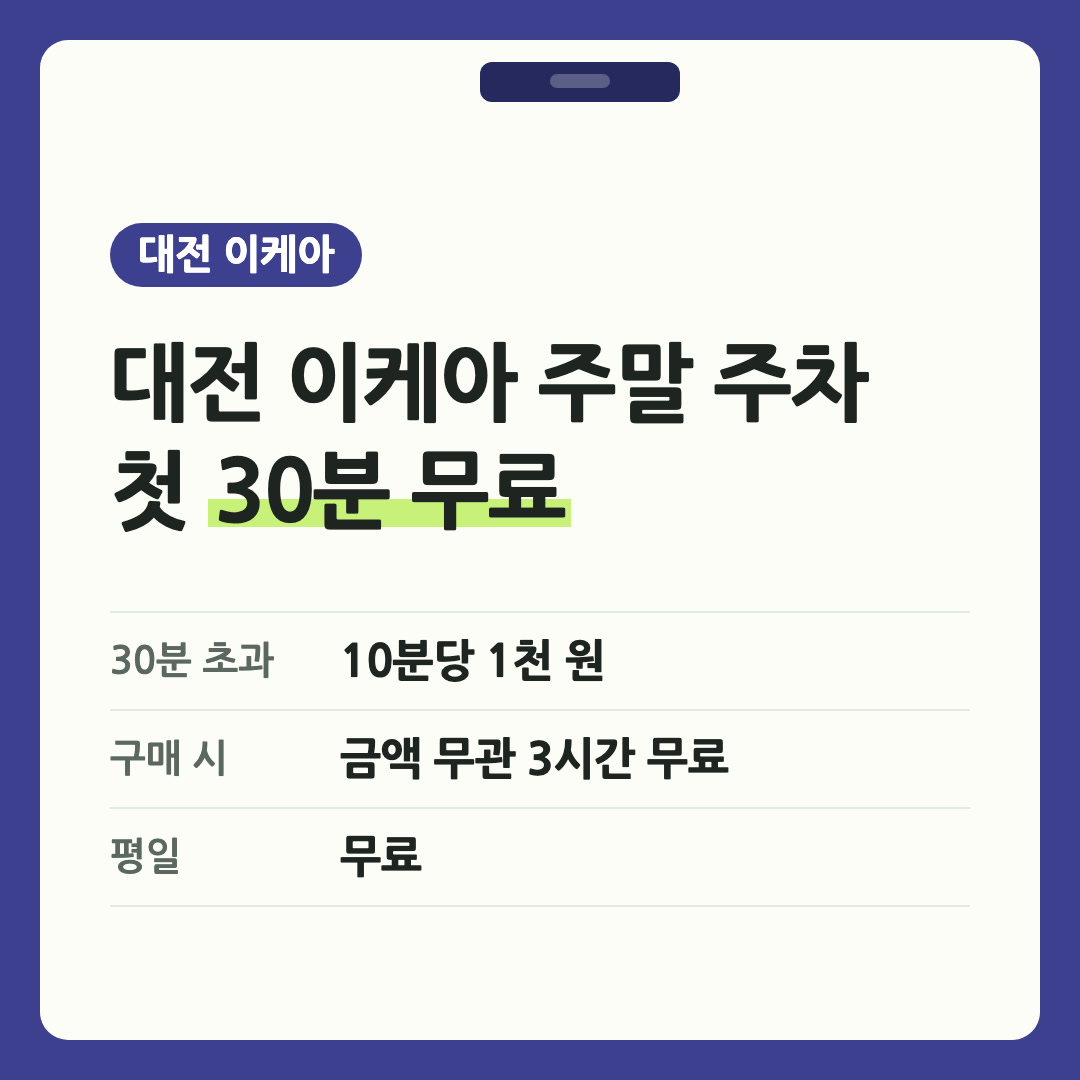 대전 이케아
대전 이케아 주말 주차
첫 30분 무료
30분 초과 10분당 1천 원
구매 시 금액 무관 3시간 무료
평일 무료